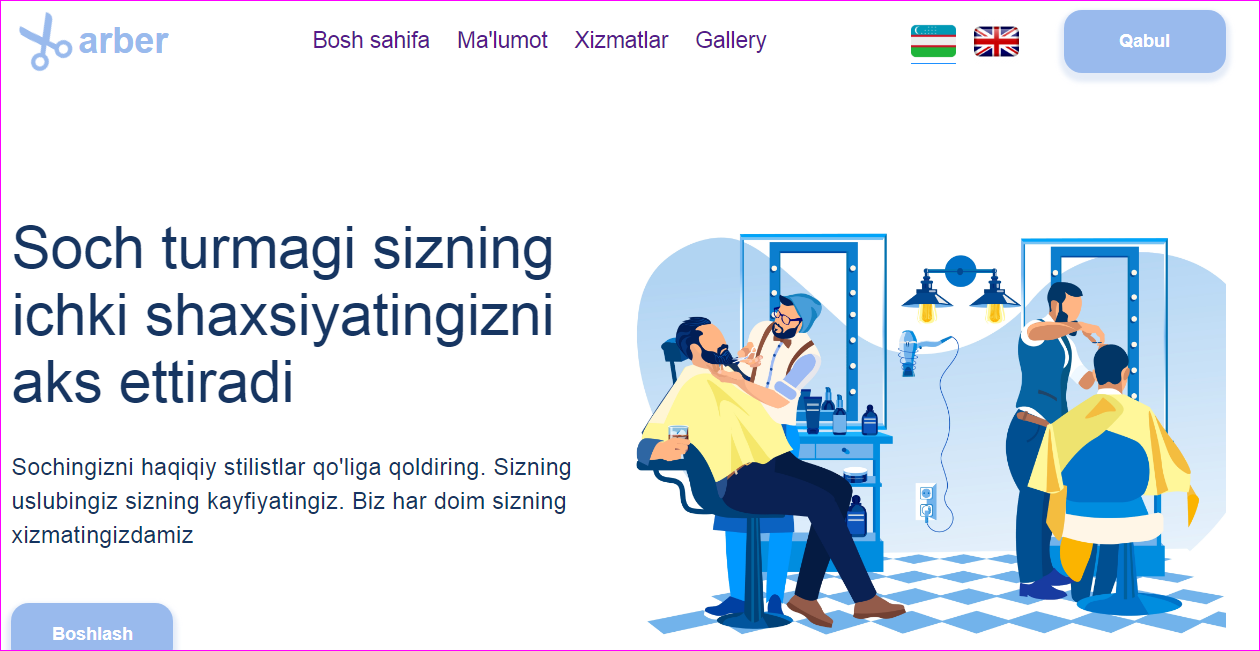 arber
Bosh sahifa Ma'lumot Xizmatlar Gallery
Qabul
Soch turmagi sizning
ichki shaxsiyatingizni
aks ettiradi
Sochingizni haqiqiy stilistlar qo'liga qoldiring. Sizning
uslubingiz sizning kayfiyatingiz. Biz har doim sizning
xizmatingizdamiz
Boshlash